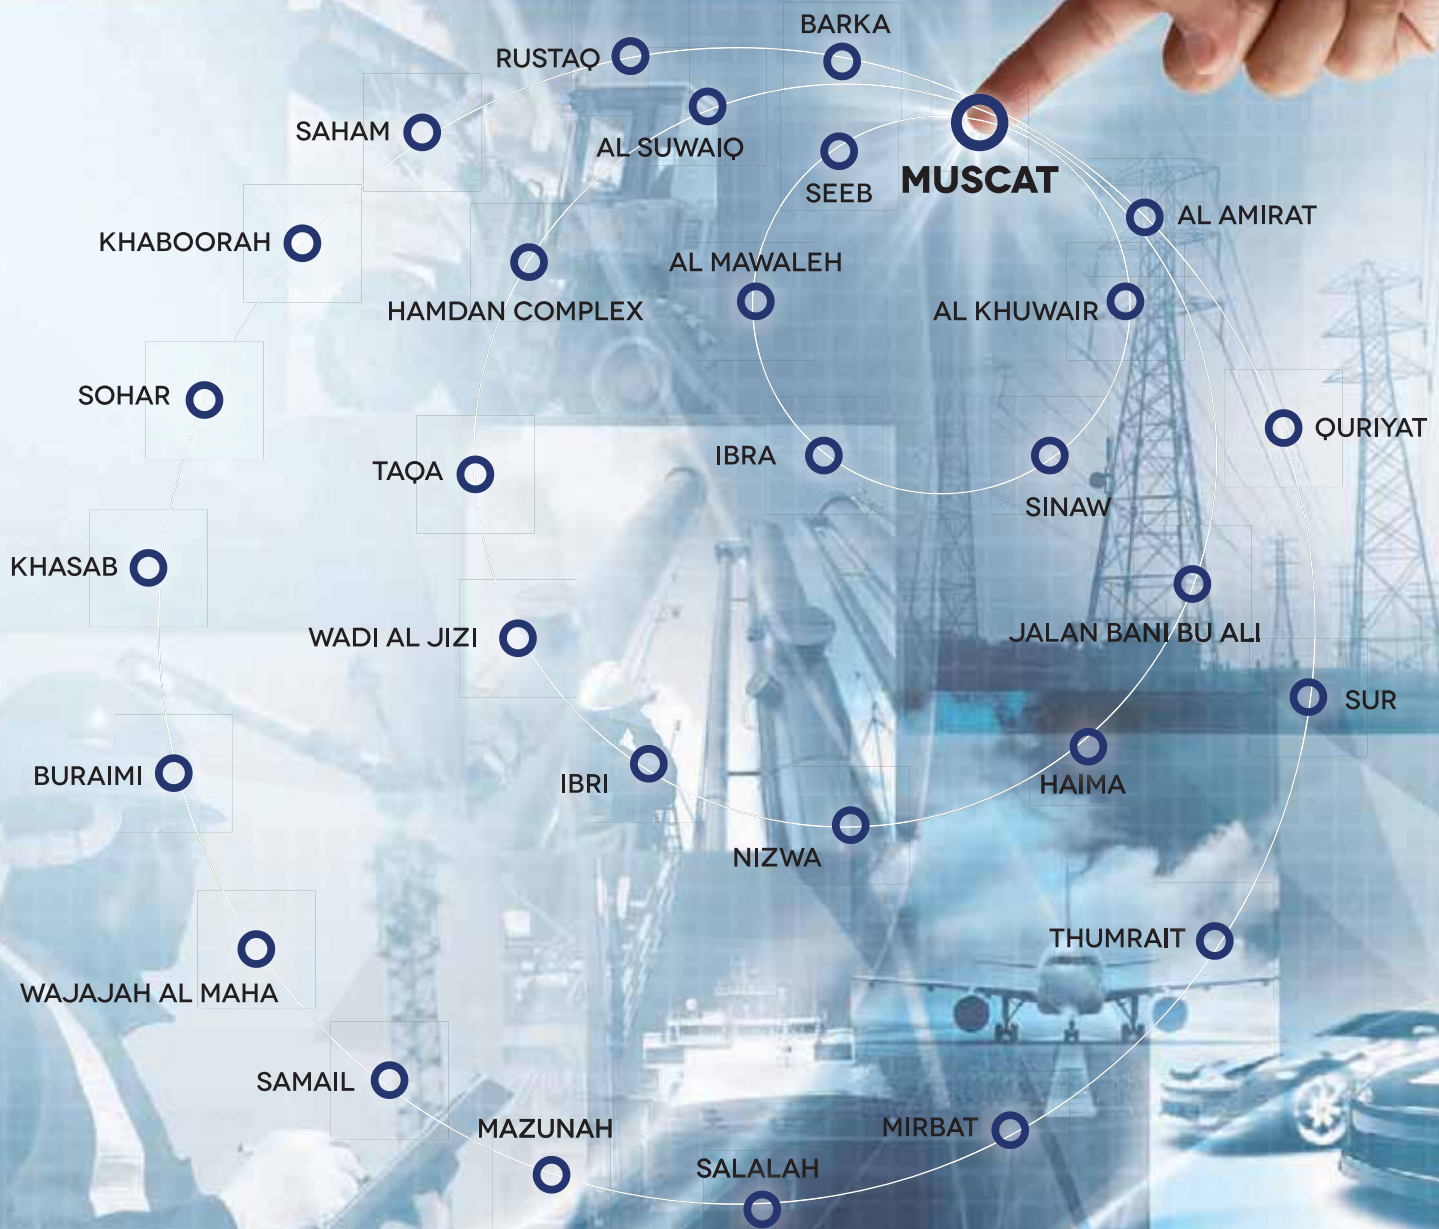 BARKA
RUSTAQ
SAHAM
AL SUWAIQ
MUSCAT
SEEB
AL AMIRAT
KHABOORAH
AL MAWALEH
HAMDAN COMPLEX
AL KHUWAIR
SOHAR
QURIYAT
IBRA
TAQA
SINAW
KHASAB
JALAN BANI BU ALI
WADI AL JIZI
SUR
BURAIMI
IBRI
HAIMA
NIZWA
THUMRAIT
WAJAJAH AL MAHA
SAMAIL
MAZUNAH
MIRBAT
SALALAH